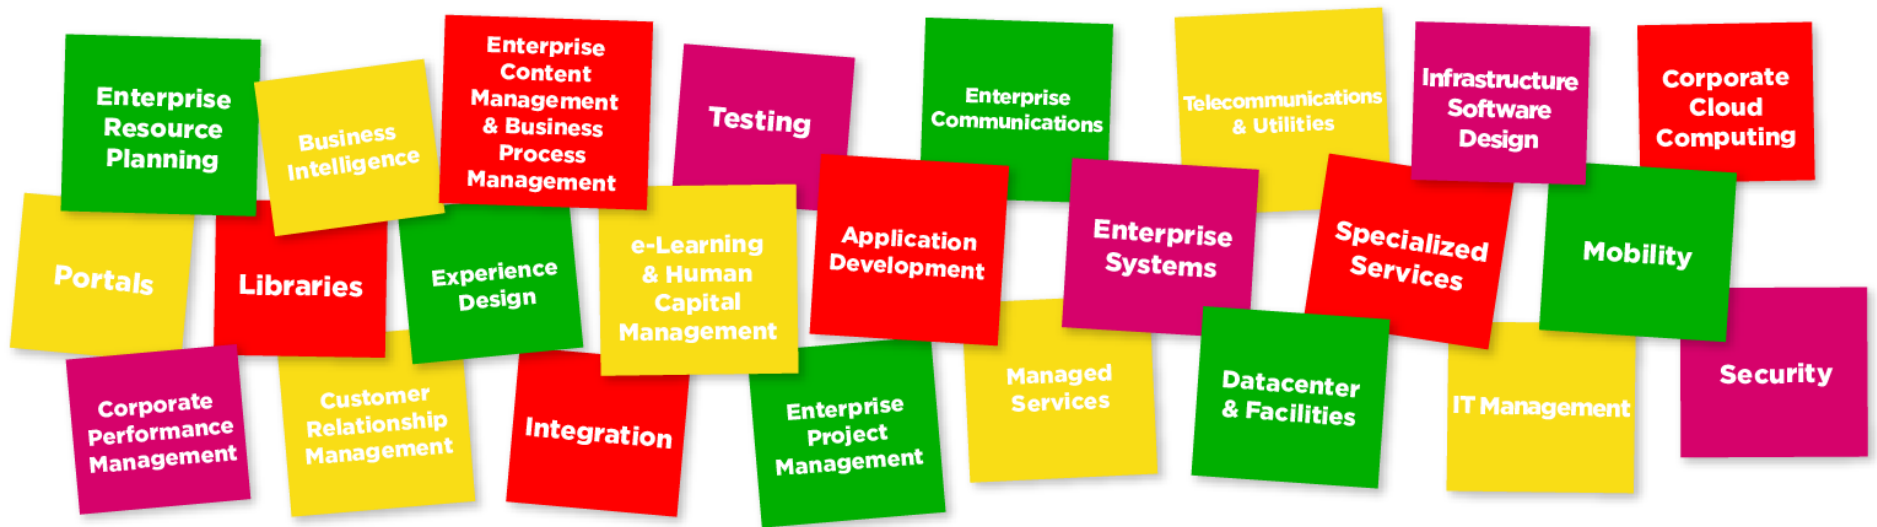 Enterprise
Resource
Planning
Business
Intelligence
Enterprise
Content
Management
& Business
Process
Management
Testing
Enterprise
Communications
Telecommunications
& Utilities
Infrastructure
Software
Design
Corporate
Cloud
Computing
Portals
Libraries
Experience
Design
e-Learning
& Human
Capital
Management
Application
Development
Enterprise
Systems
Specialized
Services
Mobility
Corporate
Performance
Management
Customer
Relationship
Management
Integration
Enterprise
Project
Management
Managed
Services
Datacenter
& Facilities
IT Management
Security